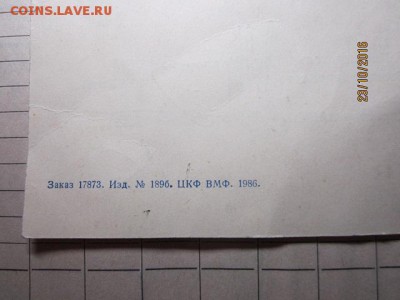 COINS.LAVE.RU
23/10/2016
Заказ 17873. Изд. № 1896. ЦКФ ВМФ. 1986.